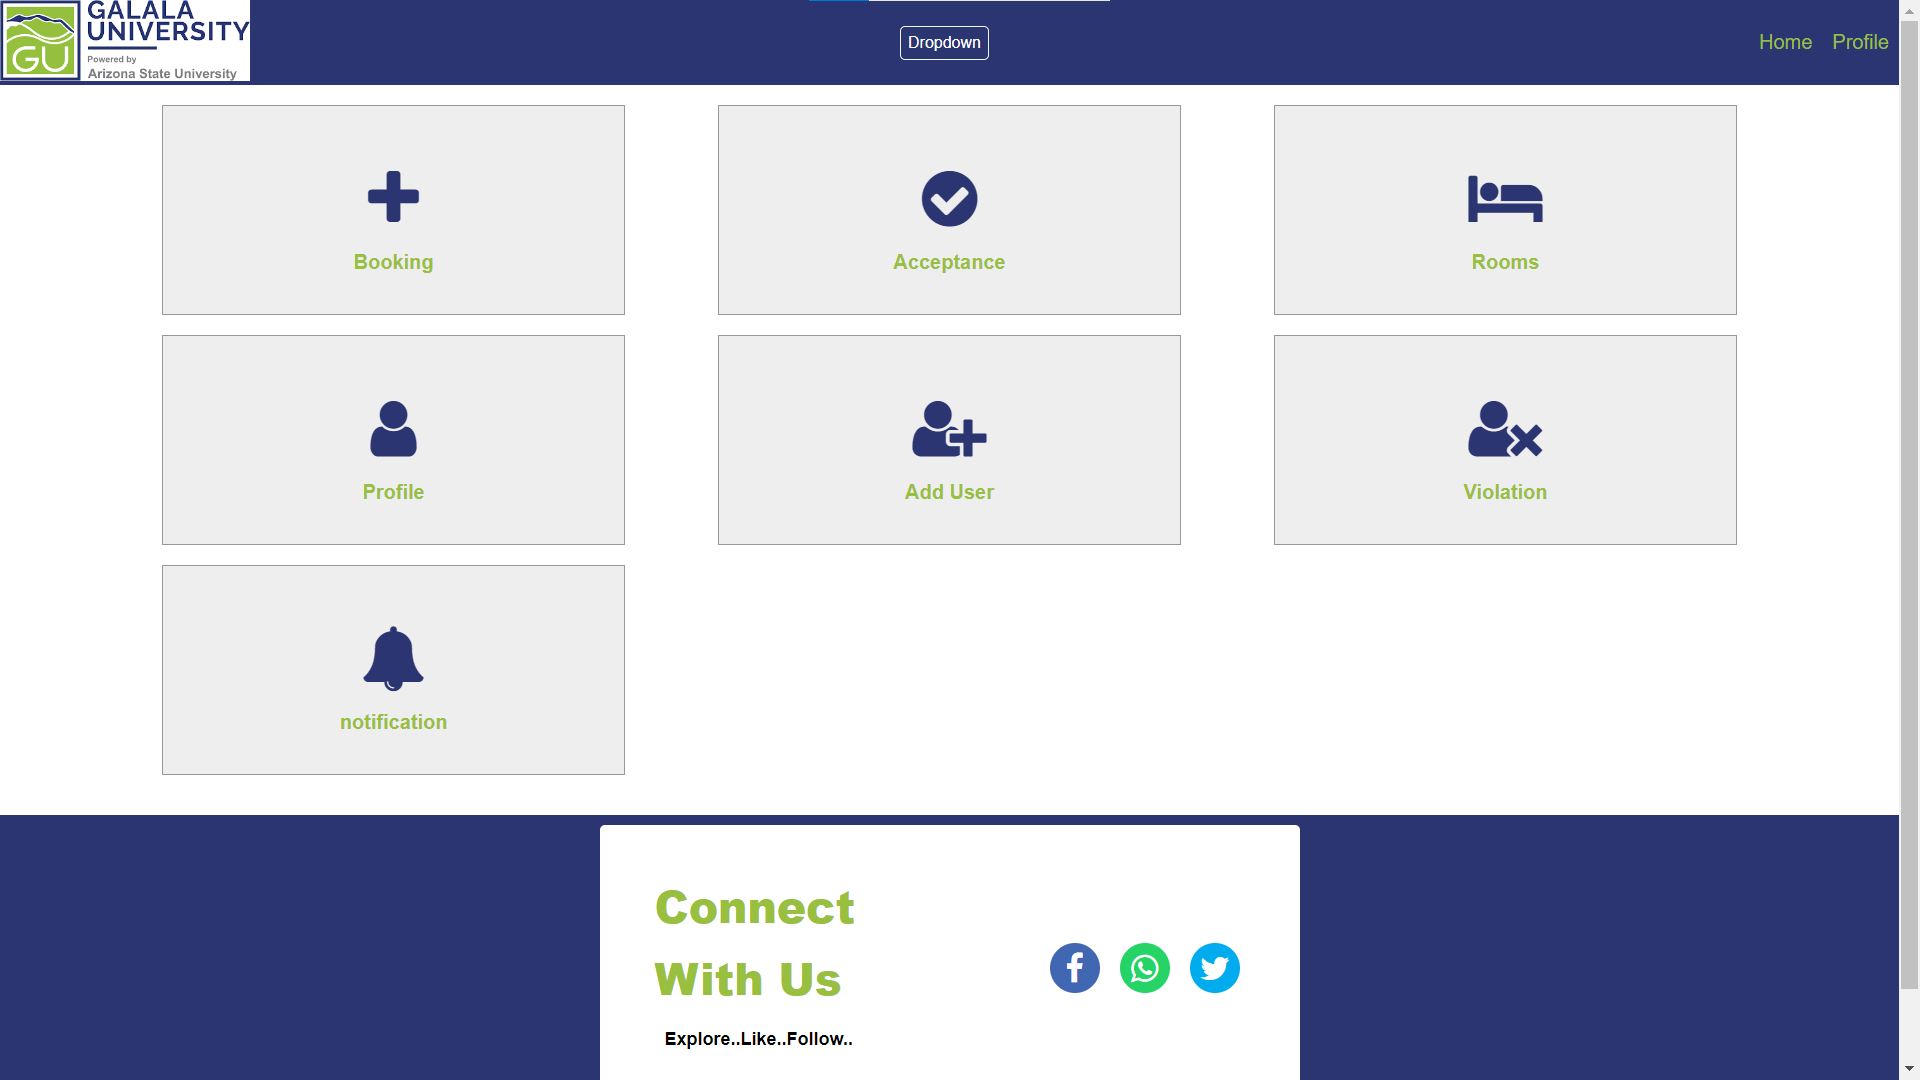 GALALA
UNIVERSITY
GU
Powered by
Arizona State University
Dropdown
Home Profile
Booking
Acceptance
Rooms
Profile
Add User
Violation
notification
Connect
With Us
Explore..Like..Follow..